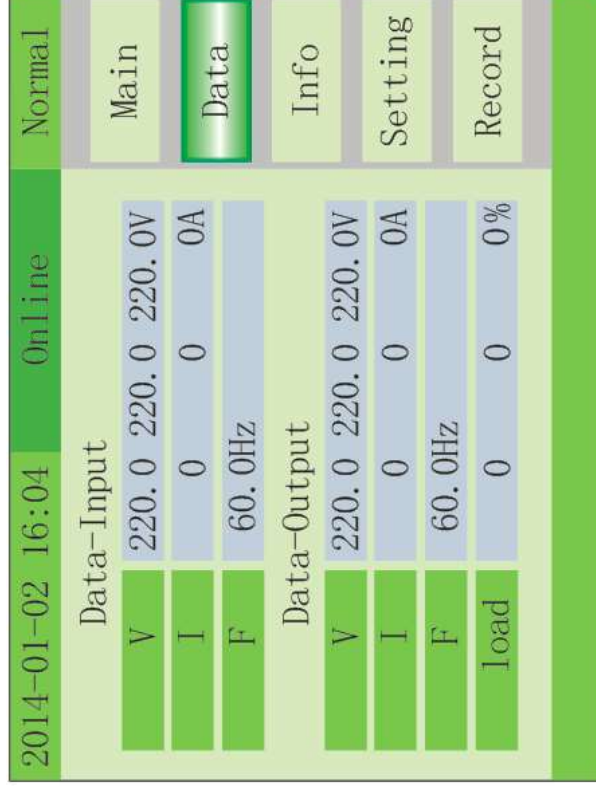 2014-01-02 16:04 Online Normal
Data-Input
V 220.0 220.0 220.0V
I 0 0 0A
F 60.0Hz
Data-Output
V 220.0 220.0 220.0V
I 0 0 0A
F 60.0Hz
load 0 0 0%
Main
Data
Info
Setting
Record